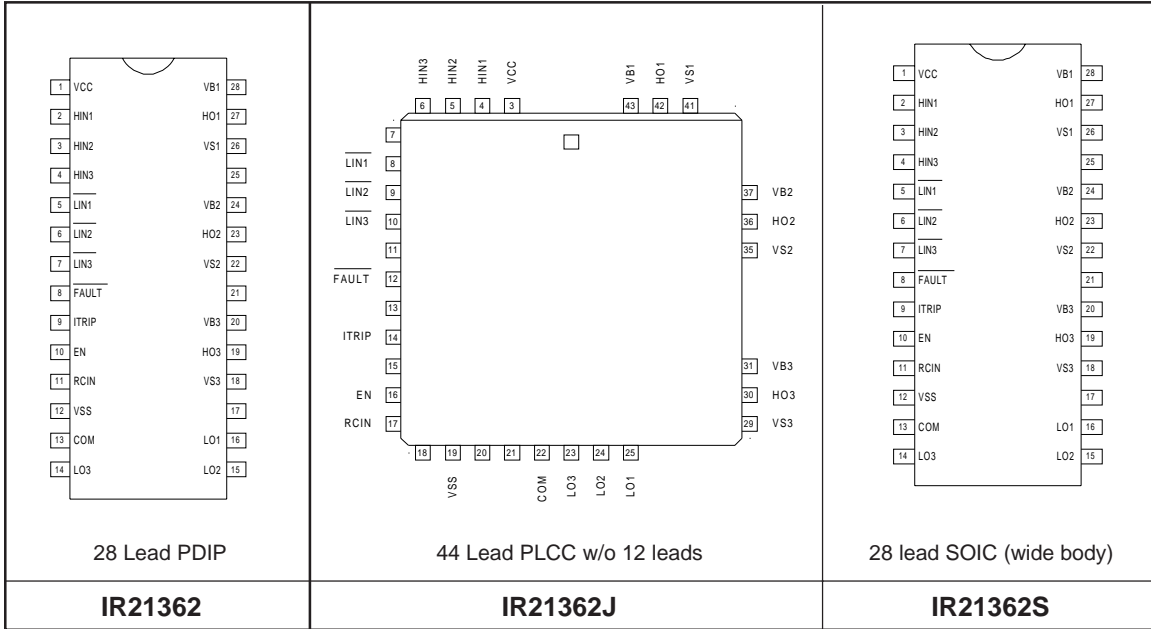 1 VCC VB1 28
2 HIN1 HO1 27
3 HIN2 VS1 26
4 HIN3 25
5 LIN1 VB2 24
6 LIN2 HO2 23
7 LIN3 VS2 22
8 FAULT 21
9 ITRIP VB3 20
10 EN HO3 19
11 RCIN VS3 18
12 VSS 17
13 COM LO1 16
14 LO3 LO2 15
28 Lead PDIP
IR21362
HIN3 HIN2 HIN1 VCC VB1 HO1 VS1
6 5 4 3 43 42 41
7
LIN1 8
LIN2 9 37 VB2
LIN3 10 36 HO2
11 35 VS2
FAULT 12
13
ITRIP 14
15 31 VB3
EN 16 30 HO3
RCIN 17 29 VS3
18 19 20 21 22 23 24 25
VSS COM LO3 LO2 LO1
44 Lead PLCC w/o 12 leads
IR21362J
1 VCC VB1 28
2 HIN1 HO1 27
3 HIN2 VS1 26
4 HIN3 25
5 LIN1 VB2 24
6 LIN2 HO2 23
7 LIN3 VS2 22
8 FAULT 21
9 ITRIP VB3 20
10 EN HO3 19
11 RCIN VS3 18
12 VSS 17
13 COM LO1 16
14 LO3 LO2 15
28 lead SOIC (wide body)
IR21362S